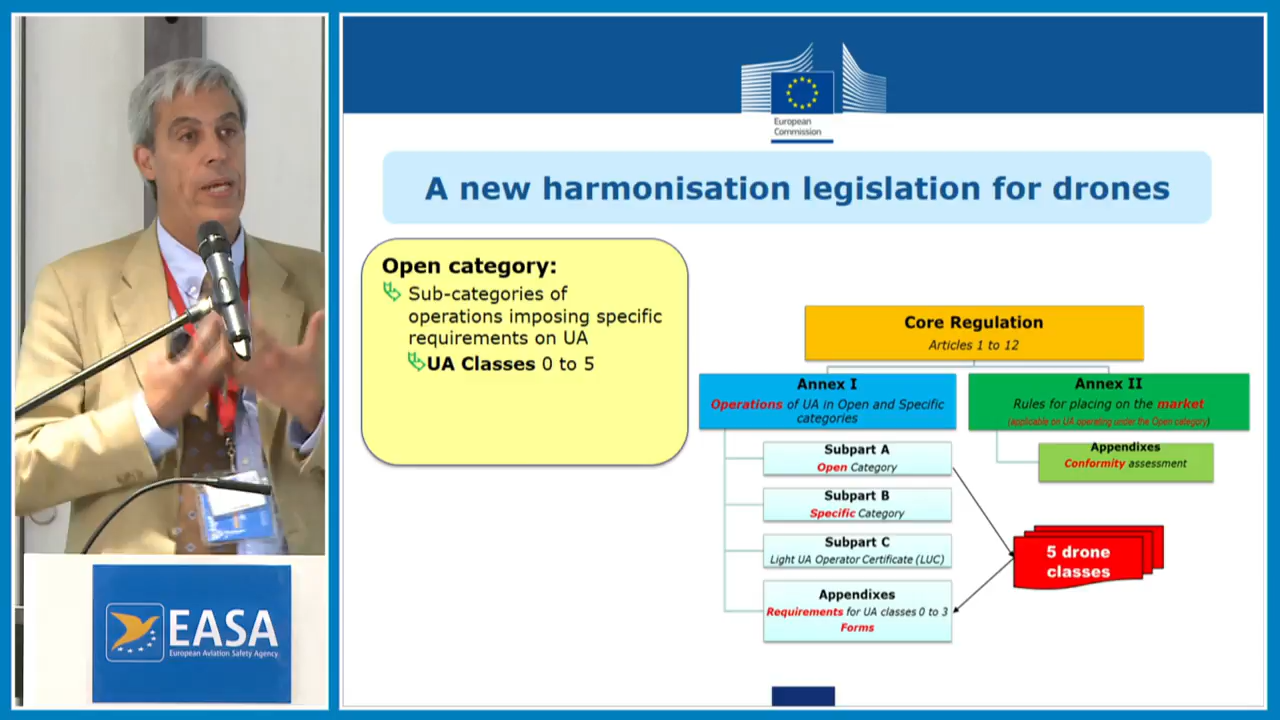 European
Commission
A new harmonisation legislation for drones
Open category:
Sub-categories of
operations imposing specific
requirements on UA
UA Classes 0 to 5
Core Regulation
Articles 1 to 12
Annex I
Operations of UA in Open and Specific
categories
Annex II
Rules for placing on the market
(applicable on UA operating under the Open category)
Subpart A
Open Category
Subpart B
Specific Category
Subpart C
Light UA Operator Certificate (LUC)
Appendixes
Requirements for UA classes 0 to 3
Forms
Appendixes
Conformity assessment
5 drone
classes
EASA
European Aviation Safety Agency